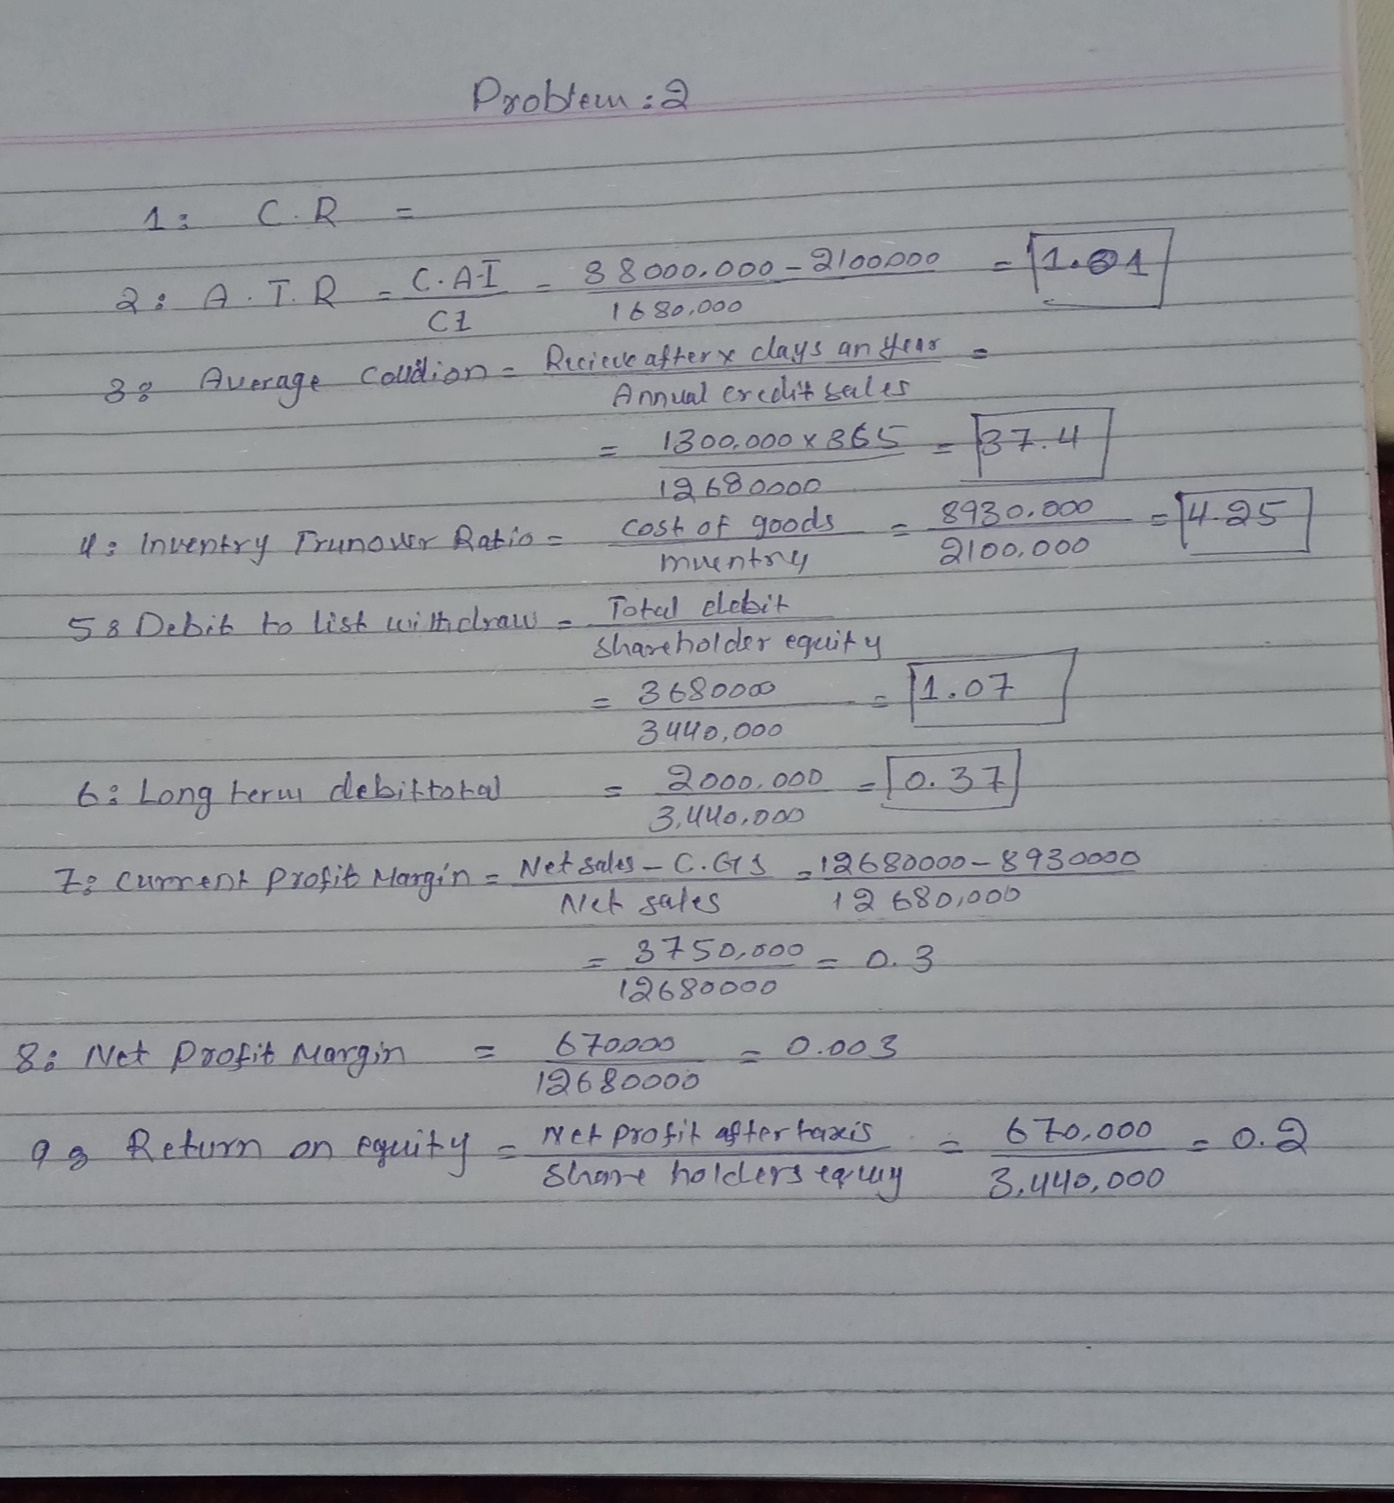 Problem : 2
1: C.R =
2: A.T.R = C.A-I / C1 = 38000.000 - 2100000 / 1680.000 = 1.01
3: Average = Recieve after x days an year / Annual credit sales =
= 1300.000 x 365 / 12680000 = 37.4
4: Inventry Trunover Ratio = cost of goods / inventry = 8930.000 / 2100.000 = 4.25
5: Debit to list withdraw = Total debit / shareholder equity
= 3680000 / 3440,000 = 1.07
6: Long term debittotal = 2000.000 / 3,440,000 = 0.37
7: Current Profit Margin = Net sales - C.G.S / Net sales = 12680000 - 8930000 / 12680,000
= 3750,000 / 12680000 = 0.3
8: Net Profit Margin = 670000 / 12680000 = 0.003
9: Return on equity = Net profit after taxis / Share holders = 670,000 / 3,440,000 = 0.2